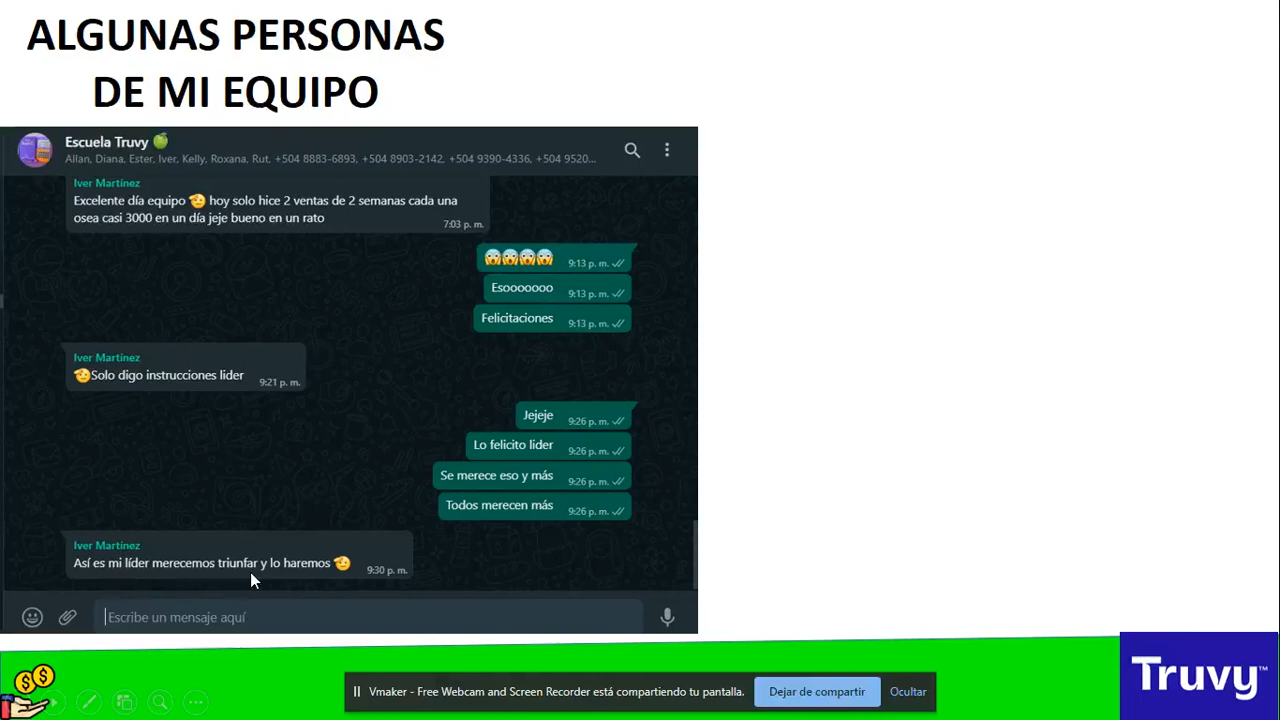 ALGUNAS PERSONAS
DE MI EQUIPO
Escuela Truvy 🍏
Allan, Diana, Ester, Iver, Kelly, Roxana, Rut, +504 8883-6893, +504 8903-2142, +504 9390-4336, +504 9520...
Iver Martínez
Excelente día equipo 🫡 hoy solo hice 2 ventas de 2 semanas cada una
osea casi 3000 en un día jeje bueno en un rato
7:03 p. m.
😱😱😱😱 9:13 p. m.
Esooooooo 9:13 p. m.
Felicitaciones 9:13 p. m.
Iver Martínez
🫡Solo digo instrucciones lider 9:21 p. m.
Jejeje 9:26 p. m.
Lo felicito lider 9:26 p. m.
Se merece eso y más 9:26 p. m.
Todos merecen más 9:26 p. m.
Iver Martínez
Así es mi líder merecemos triunfar y lo haremos 🫡 9:30 p. m.
Escribe un mensaje aquí
Vmaker - Free Webcam and Screen Recorder está compartiendo tu pantalla. Dejar de compartir Ocultar
Truvy™